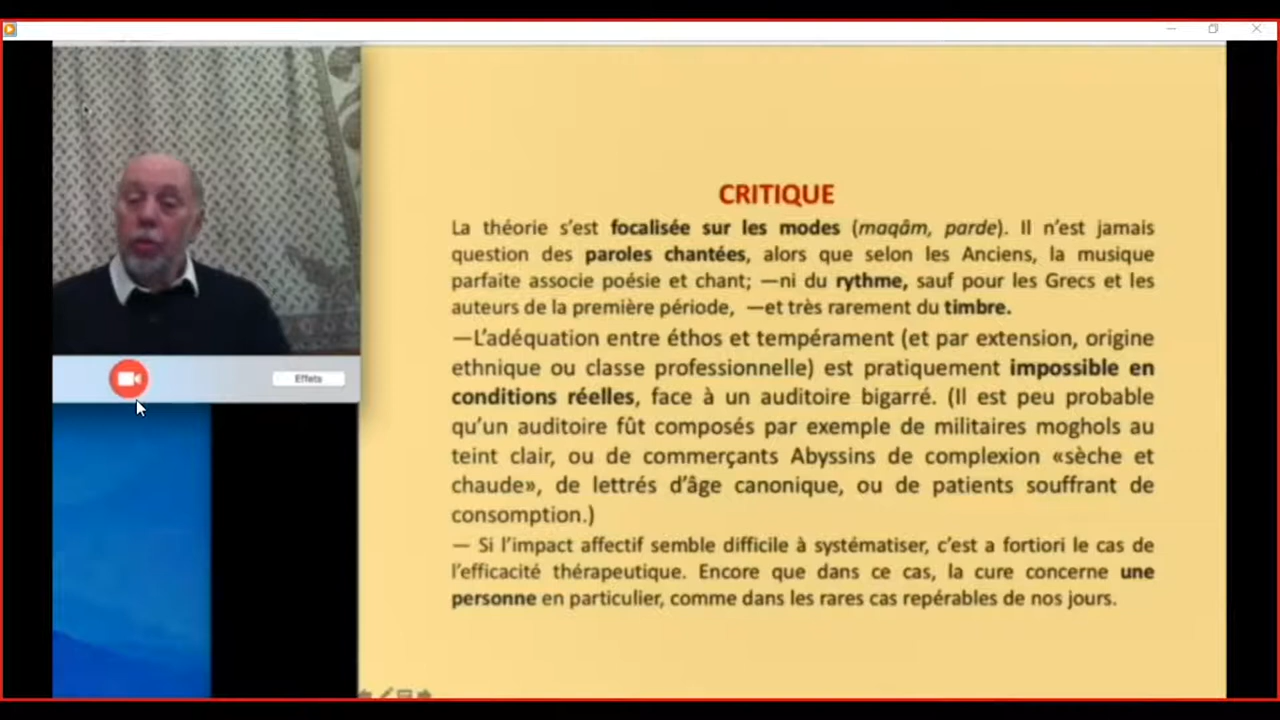 CRITIQUE
La théorie s’est focalisée sur les modes (maqâm, parde). Il n’est jamais
question des paroles chantées, alors que selon les Anciens, la musique
parfaite associe poésie et chant; —ni du rythme, sauf pour les Grecs et les
auteurs de la première période, —et très rarement du timbre.
—L’adéquation entre éthos et tempérament (et par extension, origine
ethnique ou classe professionnelle) est pratiquement impossible en
conditions réelles, face à un auditoire bigarré. (Il est peu probable
qu’un auditoire fût composés par exemple de militaires moghols au
teint clair, ou de commerçants Abyssins de complexion «sèche et
chaude», de lettrés d’âge canonique, ou de patients souffrant de
consomption.)
— Si l’impact affectif semble difficile à systématiser, c’est a fortiori le cas de
l’efficacité thérapeutique. Encore que dans ce cas, la cure concerne une
personne en particulier, comme dans les rares cas repérables de nos jours.
Effets